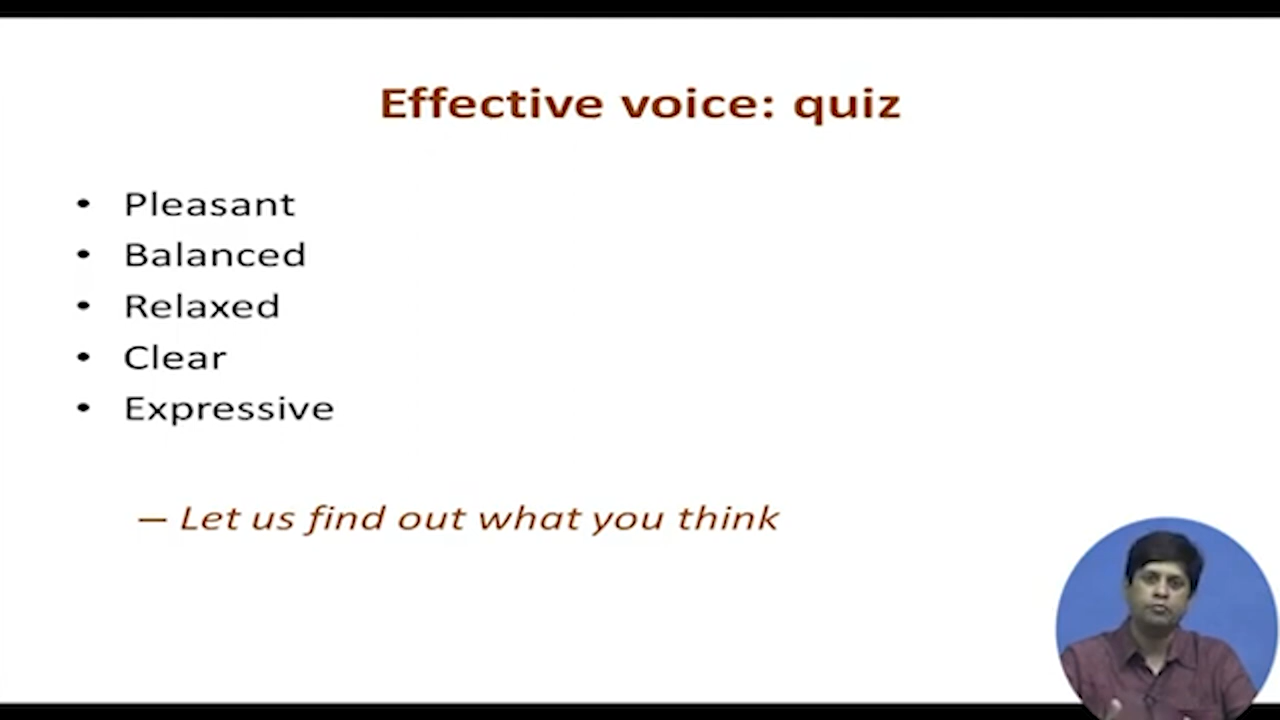 Effective voice: quiz
• Pleasant
• Balanced
• Relaxed
• Clear
• Expressive
– Let us find out what you think